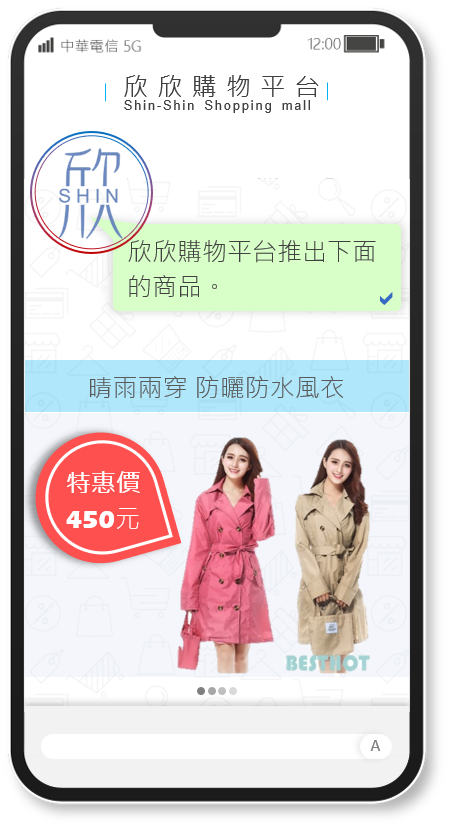 中華電信 5G
12:00
欣欣購物平台
Shin-Shin Shopping mall
欣
SHIN
欣欣購物平台推出下面
的商品。
晴雨兩穿 防曬防水風衣
特惠價
450元
BESTHOT
A